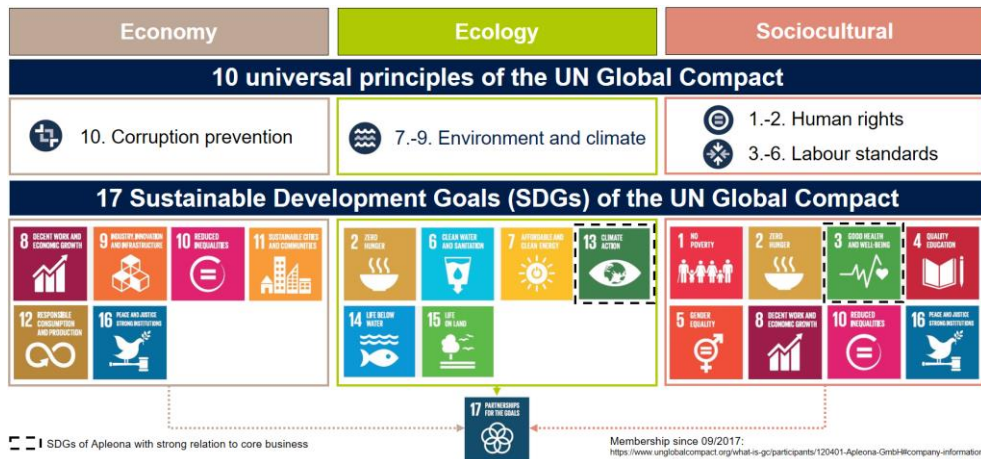 Economy
Ecology
Sociocultural
10 universal principles of the UN Global Compact
10. Corruption prevention
7.-9. Environment and climate
1.-2. Human rights
3.-6. Labour standards
17 Sustainable Development Goals (SDGs) of the UN Global Compact
8 DECENT WORK AND
ECONOMIC GROWTH
9 INDUSTRY, INNOVATION
AND INFRASTRUCTURE
10 REDUCED
INEQUALITIES
11 SUSTAINABLE CITIES
AND COMMUNITIES
12 RESPONSIBLE
CONSUMPTION
AND PRODUCTION
16 PEACE AND JUSTICE
STRONG INSTITUTIONS
2 ZERO
HUNGER
6 CLEAN WATER
AND SANITATION
7 AFFORDABLE AND
CLEAN ENERGY
13 CLIMATE
ACTION
14 LIFE BELOW
WATER
15 LIFE
ON LAND
1 NO
POVERTY
2 ZERO
HUNGER
3 GOOD HEALTH
AND WELL-BEING
4 QUALITY
EDUCATION
5 GENDER
EQUALITY
8 DECENT WORK AND
ECONOMIC GROWTH
10 REDUCED
INEQUALITIES
16 PEACE AND JUSTICE
STRONG INSTITUTIONS
17 PARTNERSHIPS
FOR THE GOALS
SDGs of Apleona with strong relation to core business
Membership since 09/2017:
https://www.unglobalcompact.org/what-is-gc/participants/120401-Apleona-GmbH#company-information